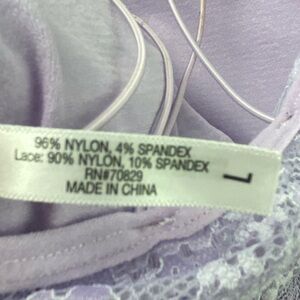 96% NYLON, 4% SPANDEX
Lace: 90% NYLON, 10% SPANDEX
RN#70829
MADE IN CHINA
L